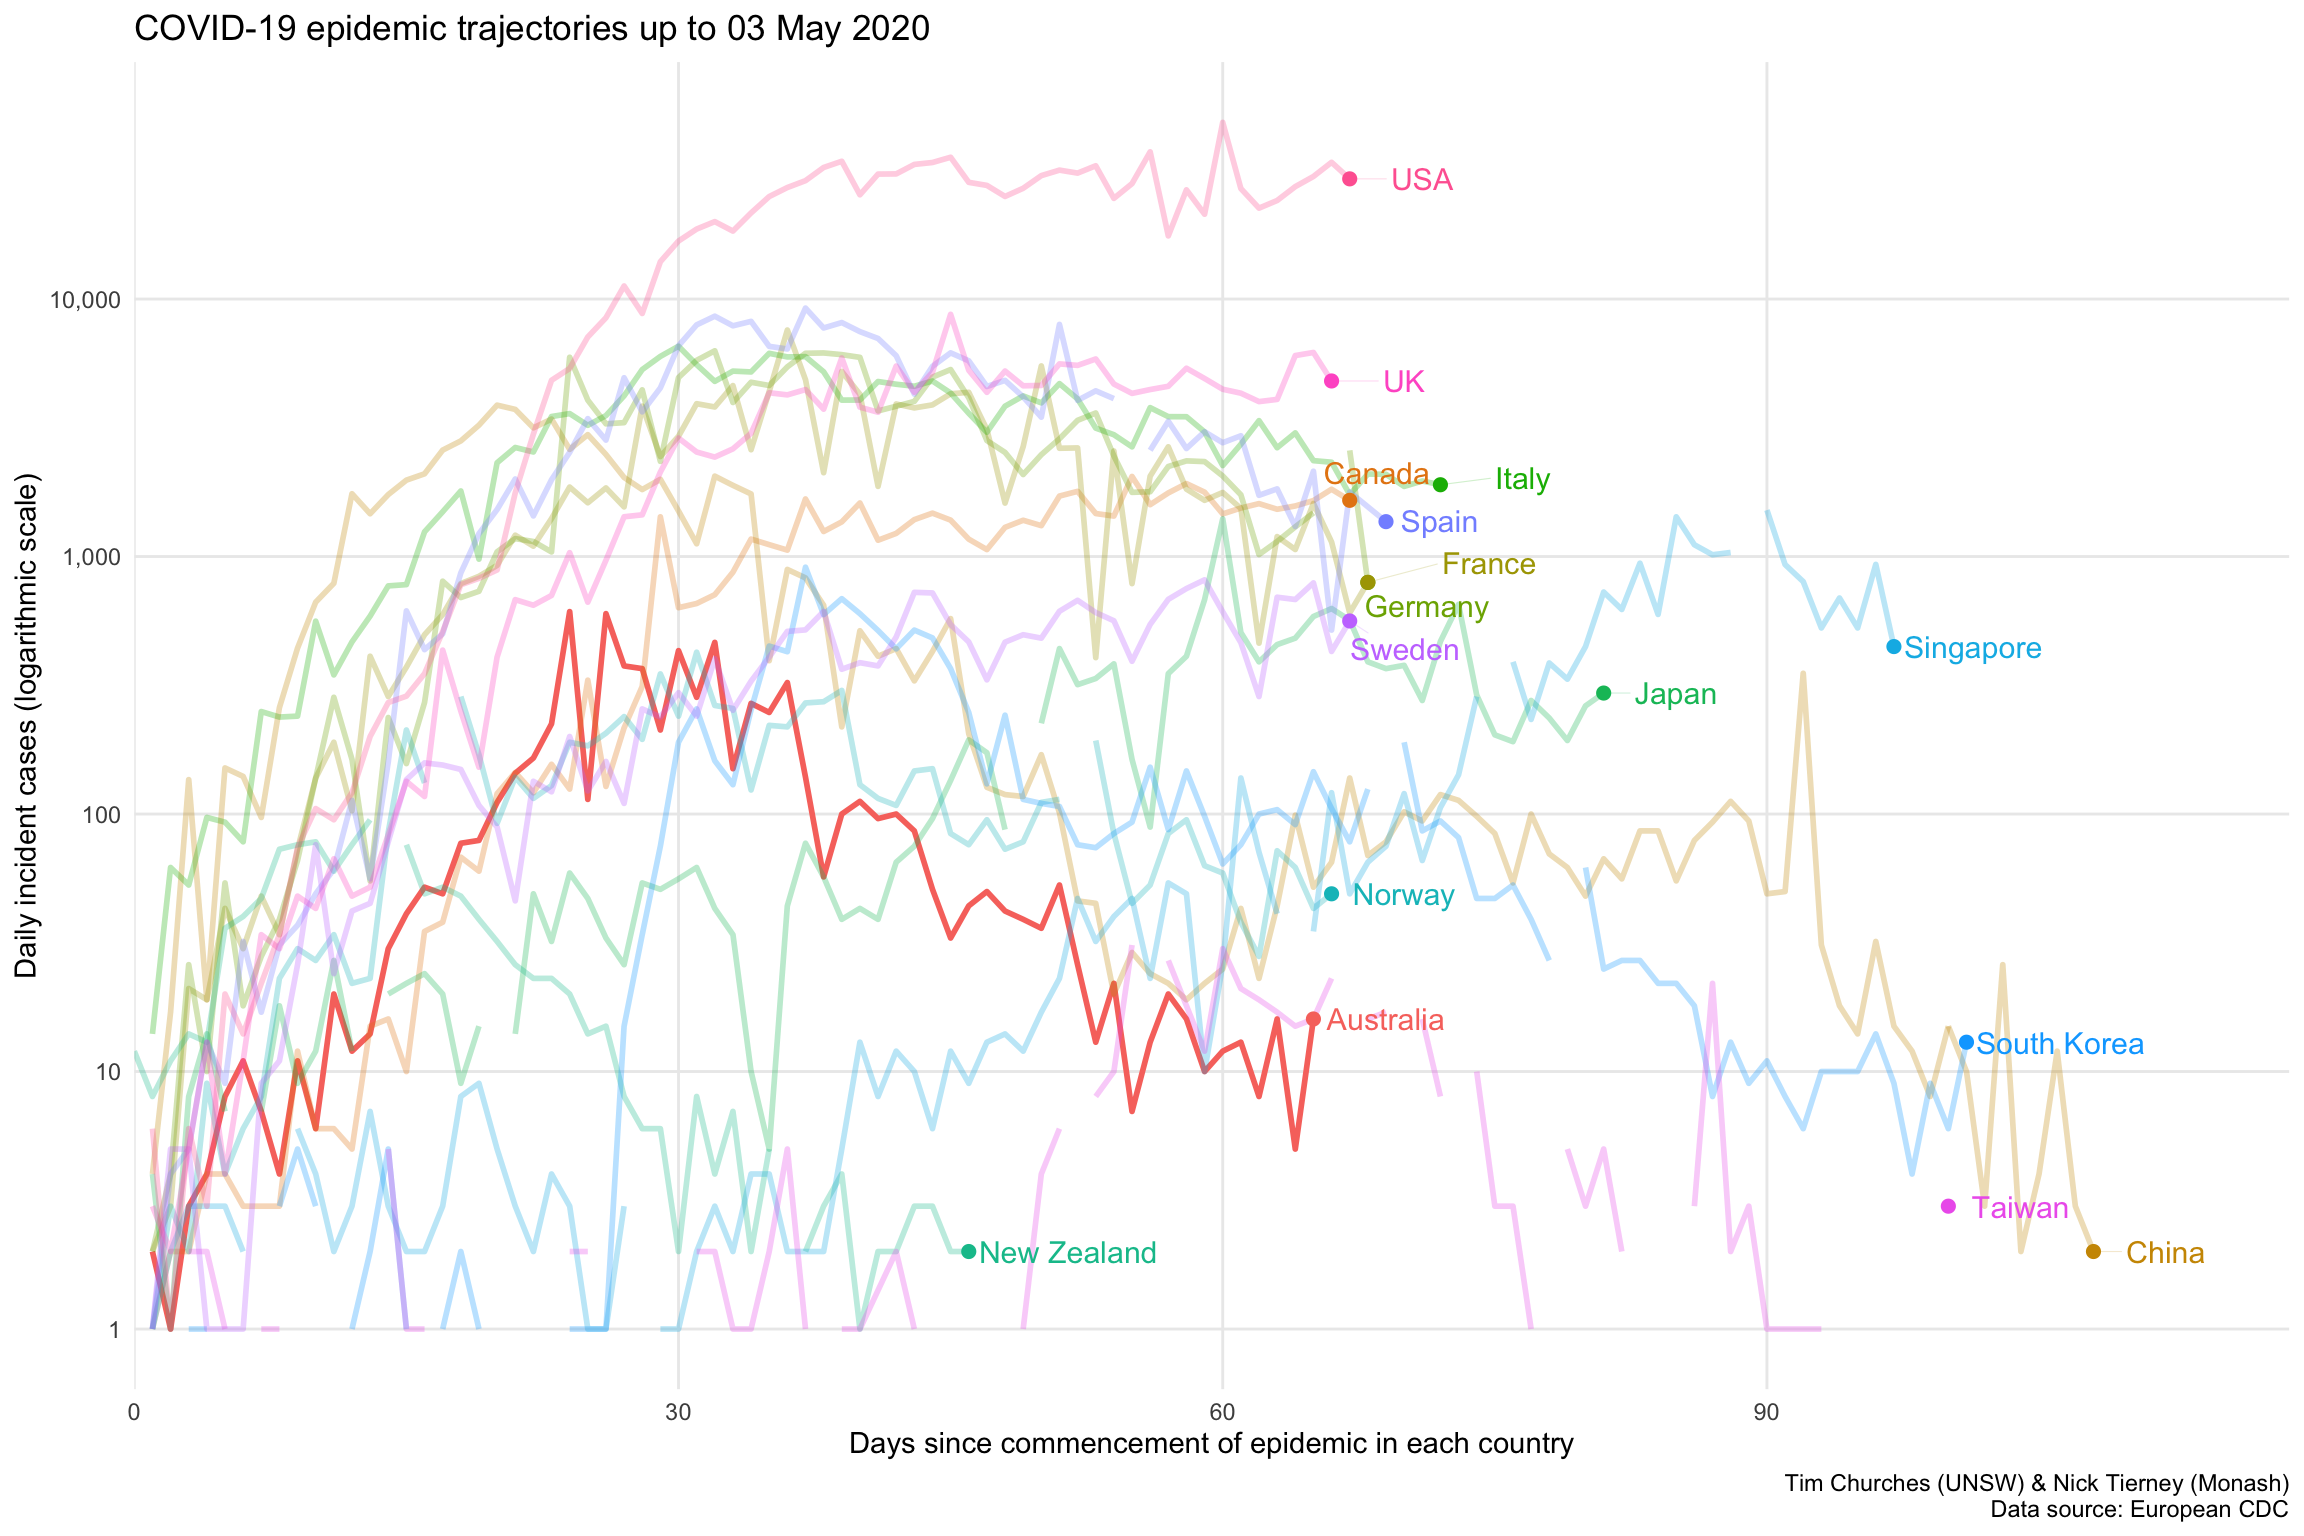 COVID-19 epidemic trajectories up to 03 May 2020
Daily incident cases (logarithmic scale)
10,000
1,000
100
10
1
USA
UK
Canada
Italy
Spain
France
Germany
Sweden
Singapore
Japan
Norway
Australia
South Korea
Taiwan
New Zealand
China
0
30
60
90
Days since commencement of epidemic in each country
Tim Churches (UNSW) & Nick Tierney (Monash)
Data source: European CDC